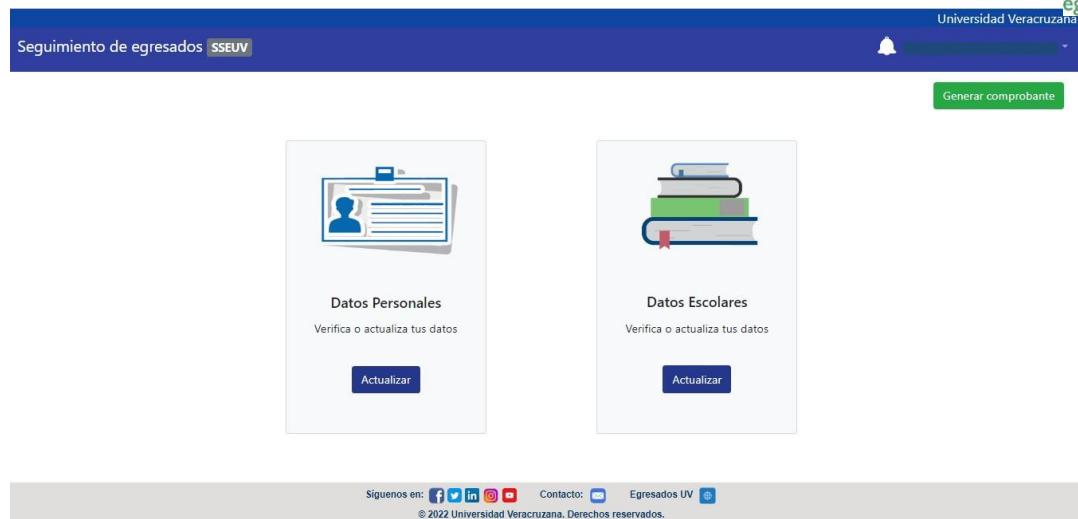 eg
Universidad Veracruzana
Seguimiento de egresados SSEUV
Generar comprobante
Datos Personales
Verifica o actualiza tus datos
Actualizar
Datos Escolares
Verifica o actualiza tus datos
Actualizar
Síguenos en: Contacto: Egresados UV
© 2022 Universidad Veracruzana. Derechos reservados.